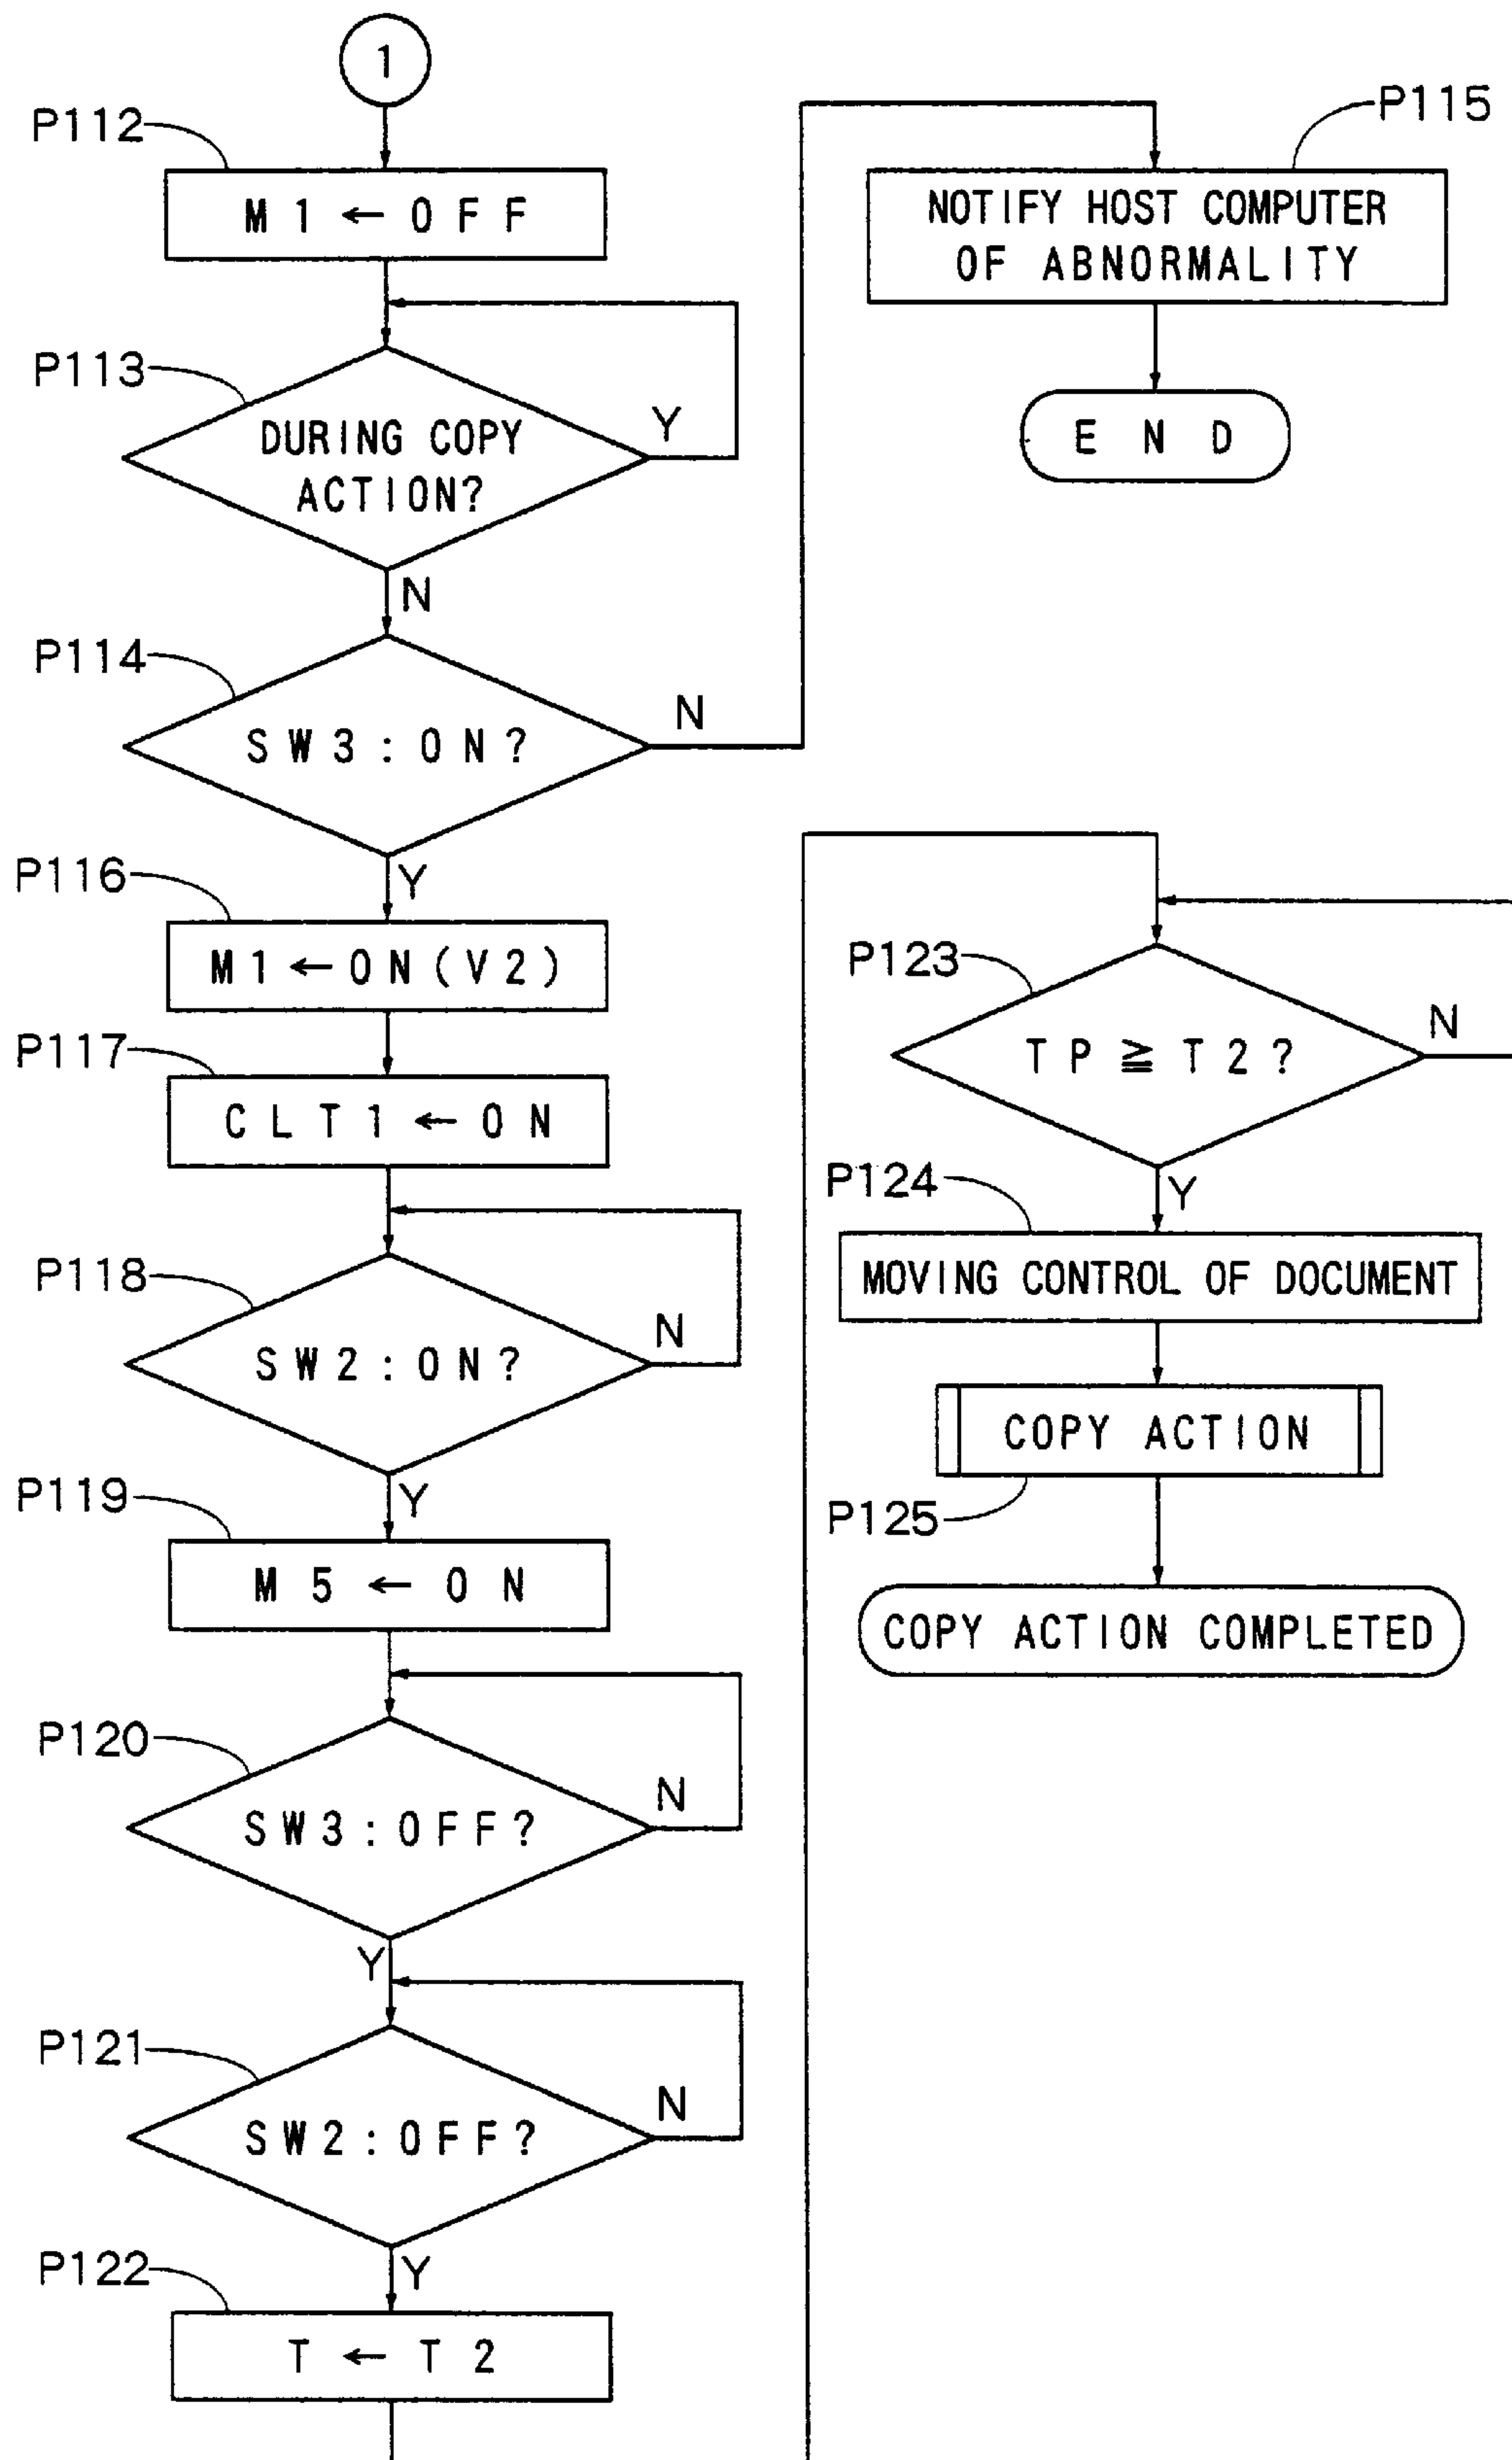 1
P112
M1←OFF
P113
DURING COPY
ACTION?
Y
N
P114
SW3:ON?
N
Y
P116
M1←ON(V2)
P117
CLT1←ON
P118
SW2:ON?
N
Y
P119
M5←ON
P120
SW3:OFF?
N
Y
P121
SW2:OFF?
N
Y
P122
T←T2
P115
NOTIFY HOST COMPUTER
OF ABNORMALITY
END
P123
TP≧T2?
N
Y
P124
MOVING CONTROL OF DOCUMENT
COPY ACTION
P125
COPY ACTION COMPLETED